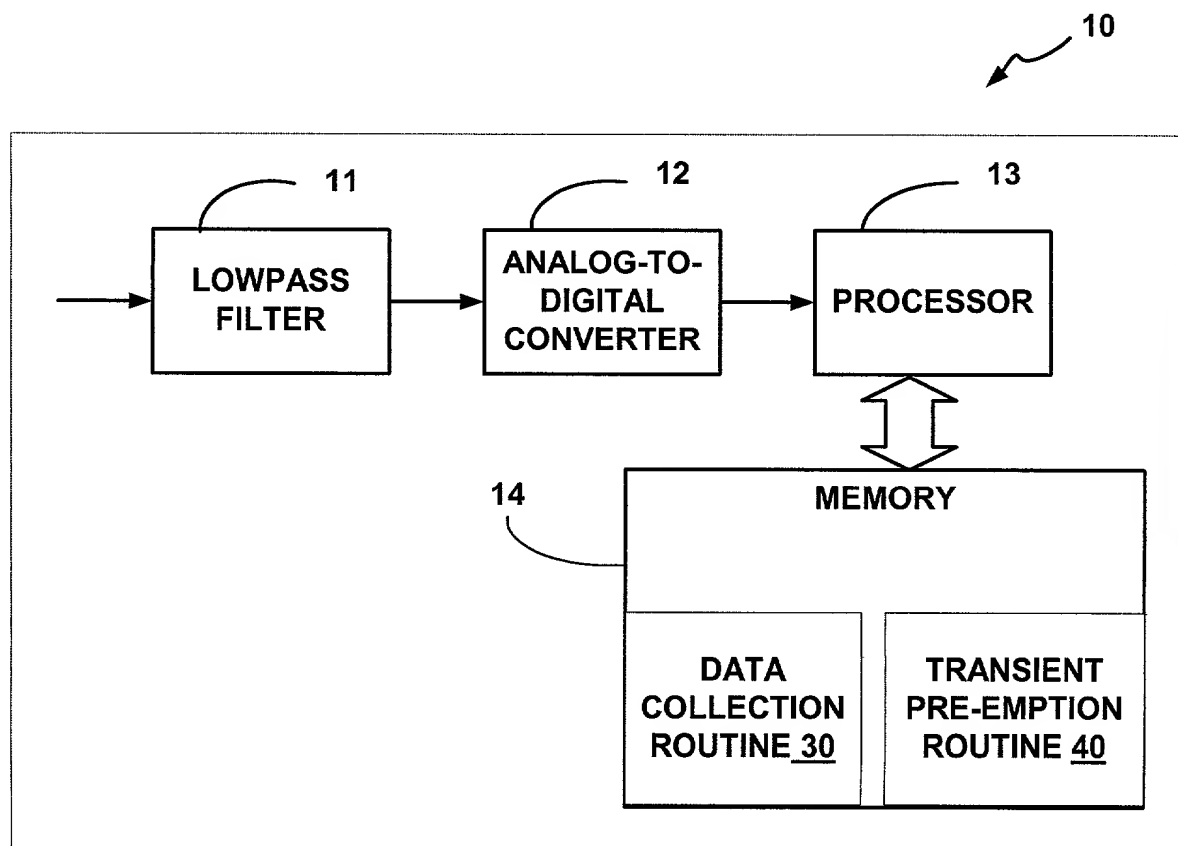 10
11
12
13
LOWPASS
FILTER
ANALOG-TO-
DIGITAL
CONVERTER
PROCESSOR
14
MEMORY
DATA
COLLECTION
ROUTINE 30
TRANSIENT
PRE-EMPTION
ROUTINE 40